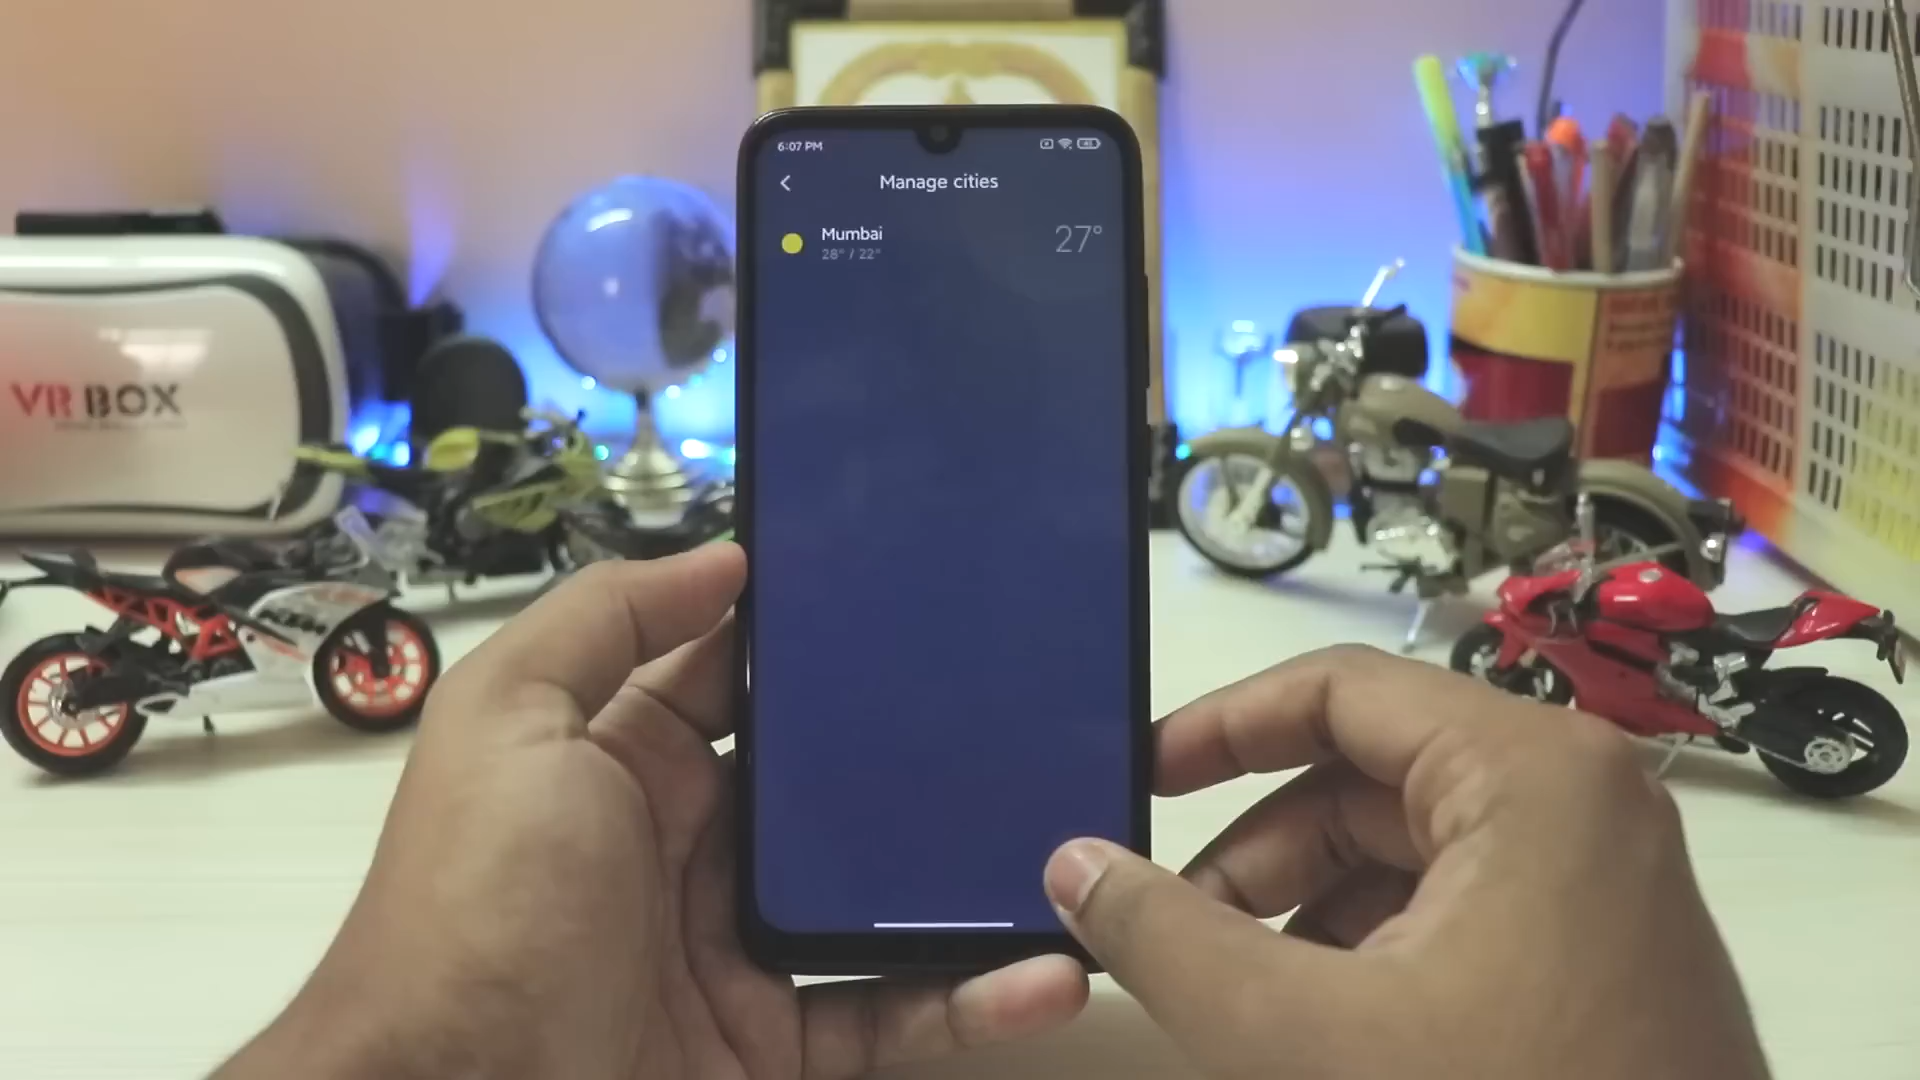 6:07 PM
Manage cities
Mumbai
27°
28° / 22°
VR BOX
KTM